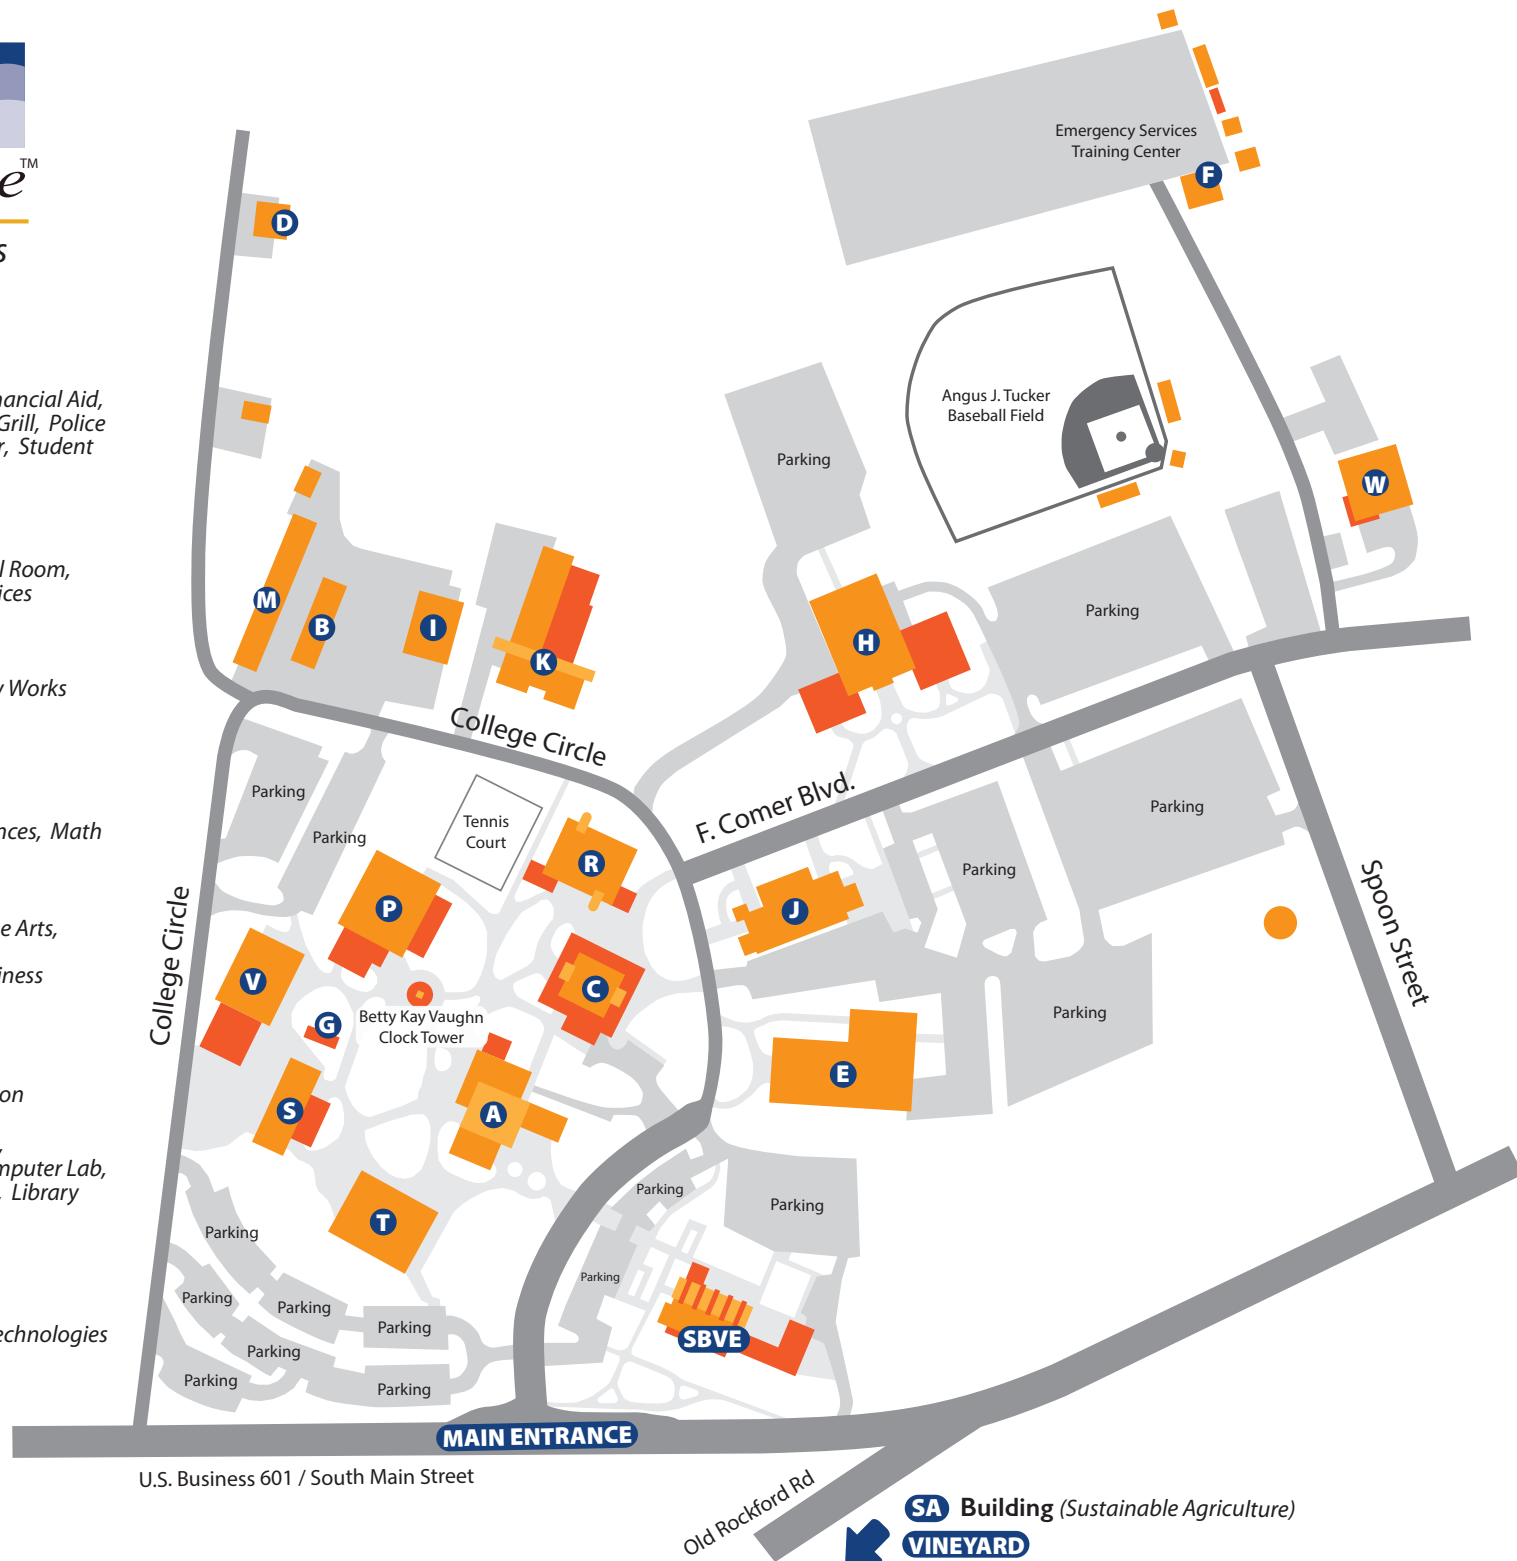 e™
s
nancial Aid,
Grill, Police
r, Student
l Room,
ices
y Works
nces, Math
e Arts,
iness
on
mputer Lab,
, Library
echnologies
Emergency Services
Training Center
F
D
Angus J. Tucker
Baseball Field
Parking
W
M
B
I
K
H
Parking
College Circle
F. Comer Blvd.
Parking
Parking
Tennis
Court
R
Parking
Parking
P
J
Spoon Street
College Circle
V
C
G
Betty Kay Vaughn
Clock Tower
Parking
E
S
A
Parking
Parking
T
Parking
Parking
Parking
Parking
Parking
Parking
Parking
Parking
SBVE
MAIN ENTRANCE
U.S. Business 601 / South Main Street
Old Rockford Rd
SA Building (Sustainable Agriculture)
VINEYARD